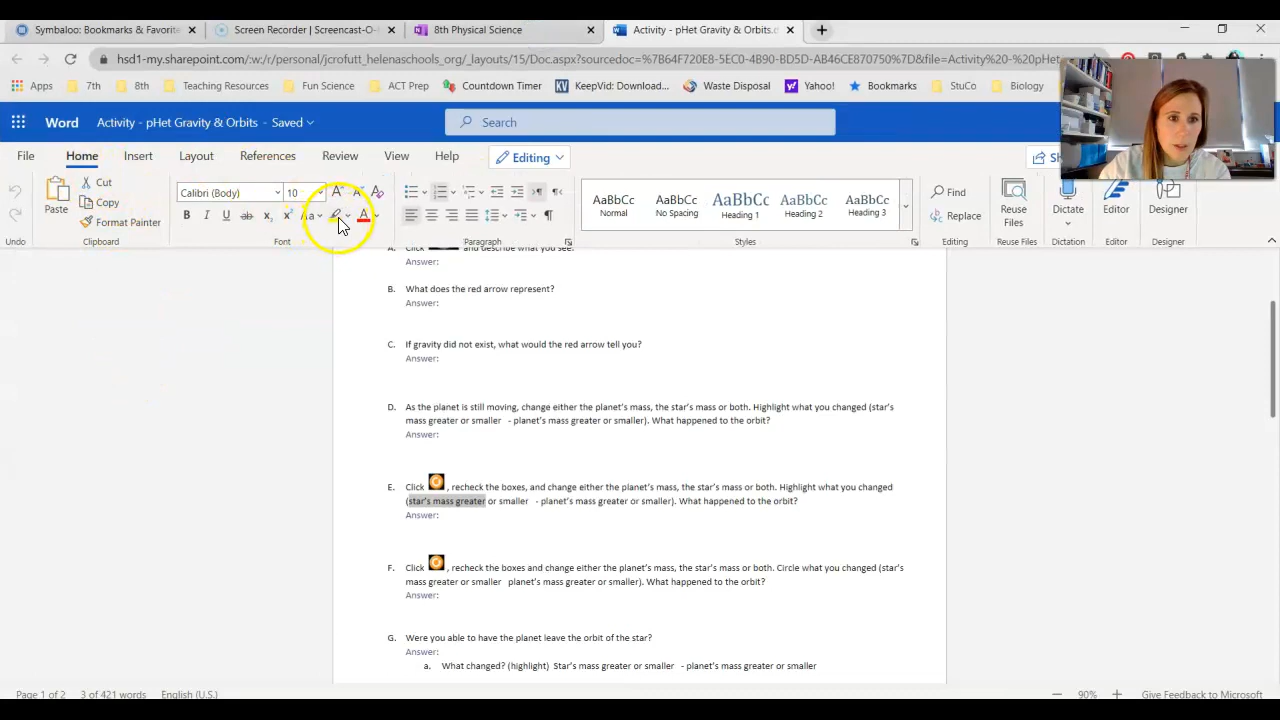 Symbaloo: Bookmarks & Favorite
Screen Recorder | Screencast-O-
8th Physical Science
Activity - pHet Gravity & Orbits.d
hsd1-my.sharepoint.com/:w:/r/personal/jcrofutt_helenaschools_org/_layouts/15/Doc.aspx?sourcedoc=%7B64F720E8-5EC0-4B90-BD5D-AB46CE870750%7D&file=Activity%20-%20pHet
Apps 7th 8th Teaching Resources Fun Science ACT Prep Countdown Timer KeepVid: Download... Waste Disposal Yahoo! Bookmarks StuCo Biology
Word Activity - pHet Gravity & Orbits - Saved Search
File Home Insert Layout References Review View Help Editing
Paste Cut Copy Format Painter
Calibri (Body) 10
AaBbCc AaBbCc AaBbCc AaBbCc AaBbCc
Normal No Spacing Heading 1 Heading 2 Heading 3
Find Replace
Reuse Files Dictate Editor Designer
Undo Clipboard Font Paragraph Styles Editing Reuse Files Dictation Editor Designer
A. Click and describe what you see.
Answer:
B. What does the red arrow represent?
Answer:
C. If gravity did not exist, what would the red arrow tell you?
Answer:
D. As the planet is still moving, change either the planet's mass, the star's mass or both. Highlight what you changed (star's
mass greater or smaller - planet's mass greater or smaller). What happened to the orbit?
Answer:
E. Click , recheck the boxes, and change either the planet's mass, the star's mass or both. Highlight what you changed
(star's mass greater or smaller - planet's mass greater or smaller). What happened to the orbit?
Answer:
F. Click , recheck the boxes and change either the planet's mass, the star's mass or both. Circle what you changed (star's
mass greater or smaller planet's mass greater or smaller). What happened to the orbit?
Answer:
G. Were you able to have the planet leave the orbit of the star?
Answer:
a. What changed? (highlight) Star's mass greater or smaller - planet's mass greater or smaller
Page 1 of 2 3 of 421 words English (U.S.) 90% Give Feedback to Microsoft